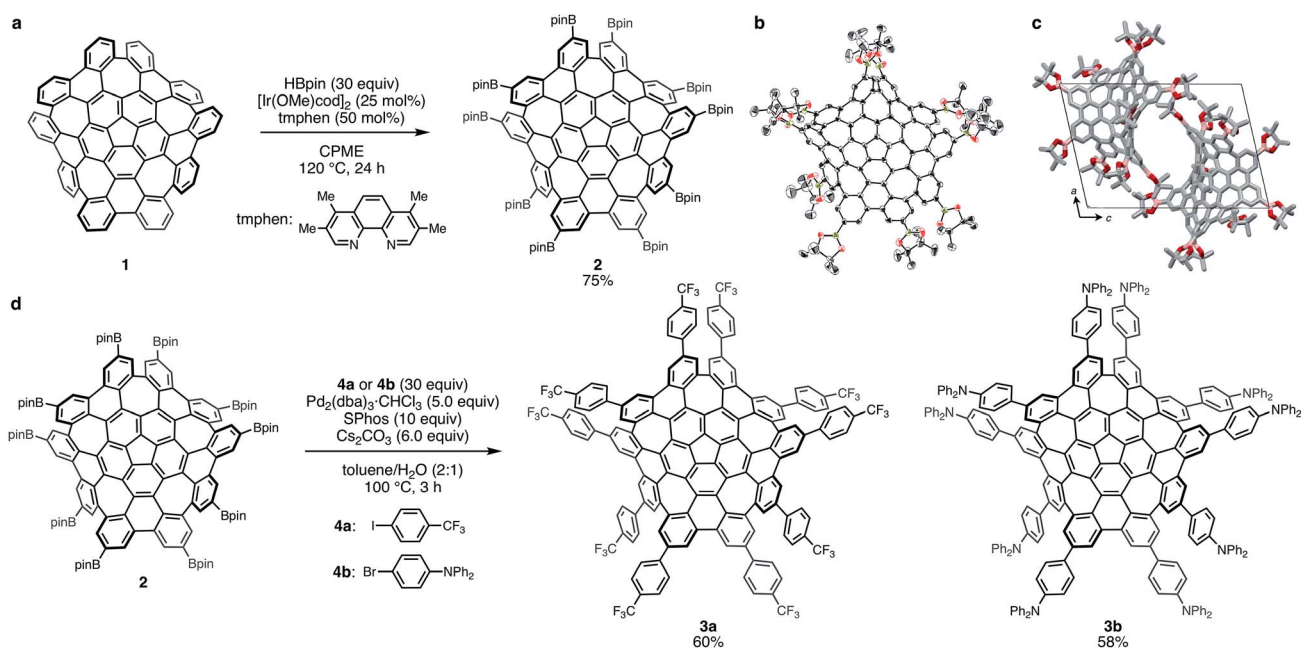 a
HBpin (30 equiv)
[Ir(OMe)cod]2 (25 mol%)
tmphen (50 mol%)
CPME
120 °C, 24 h
tmphen:
Me
Me
Me
Me
N
N
1
pinB
Bpin
pinB
Bpin
pinB
Bpin
pinB
Bpin
pinB
Bpin
2
75%
b
c
a
c
d
pinB
Bpin
pinB
Bpin
pinB
Bpin
pinB
Bpin
pinB
Bpin
2
4a or 4b (30 equiv)
Pd2(dba)3·CHCl3 (5.0 equiv)
SPhos (10 equiv)
Cs2CO3 (6.0 equiv)
toluene/H2O (2:1)
100 °C, 3 h
4a: I CF3
4b: Br NPh2
CF3
CF3
F3C
CF3
F3C
CF3
F3C
CF3
F3C
CF3
3a
60%
NPh2
NPh2
Ph2N
NPh2
Ph2N
NPh2
Ph2N
NPh2
Ph2N
NPh2
3b
58%